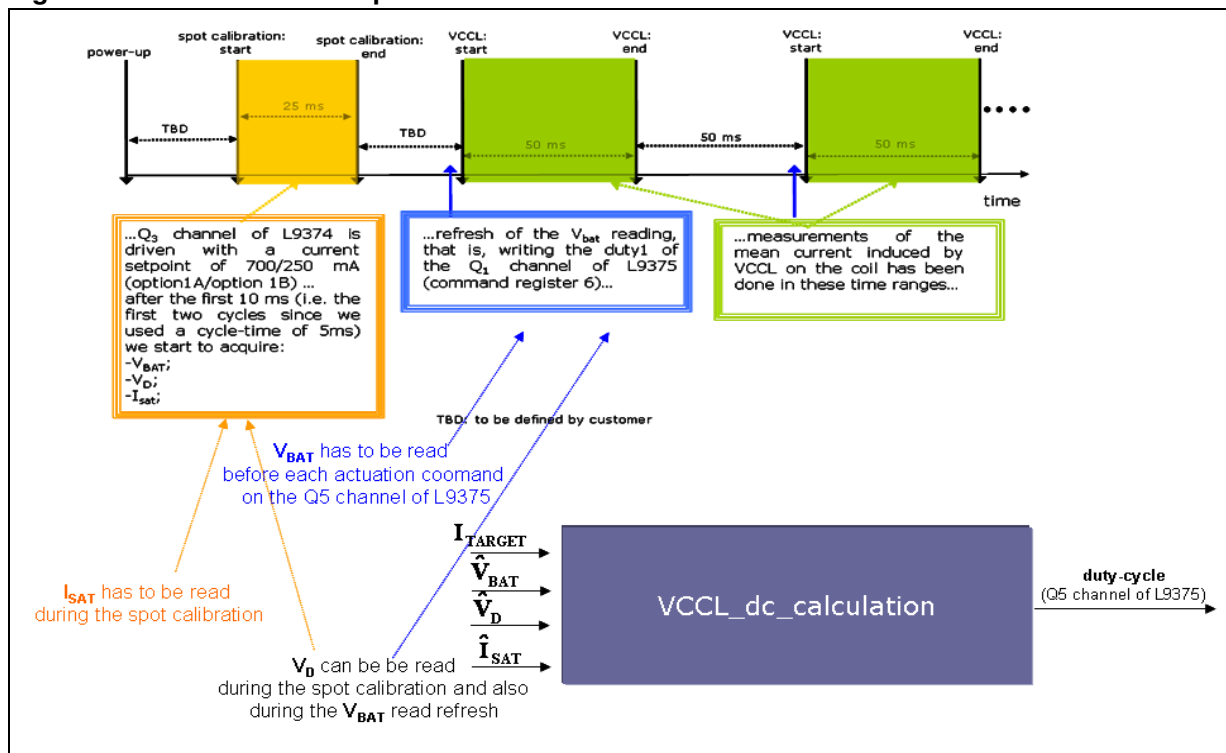 power-up
spot calibration:
start
spot calibration:
end
VCCL:
start
VCCL:
end
VCCL:
start
VCCL:
end
TBD
25 ms
TBD
50 ms
50 ms
50 ms
time
...Q3 channel of L9374 is
driven with a current
setpoint of 700/250 mA
(option1A/option 1B) ...
after the first 10 ms (i.e. the
first two cycles since we
used a cycle-time of 5ms)
we start to acquire:
-VBAT;
-VD;
-Isat;
...refresh of the Vbat reading,
that is, writing the duty1 of
the Q1 channel of L9375
(command register 6)...
...measurements of the
mean current induced by
VCCL on the coil has been
done in these time ranges...
TBD: to be defined by customer
VBAT has to be read
before each actuation coomand
on the Q5 channel of L9375
ISAT has to be read
during the spot calibration
VD can be be read
during the spot calibration and also
during the VBAT read refresh
ITARGET
V̂BAT
V̂D
ÎSAT
VCCL_dc_calculation
duty-cycle
(Q5 channel of L9375)